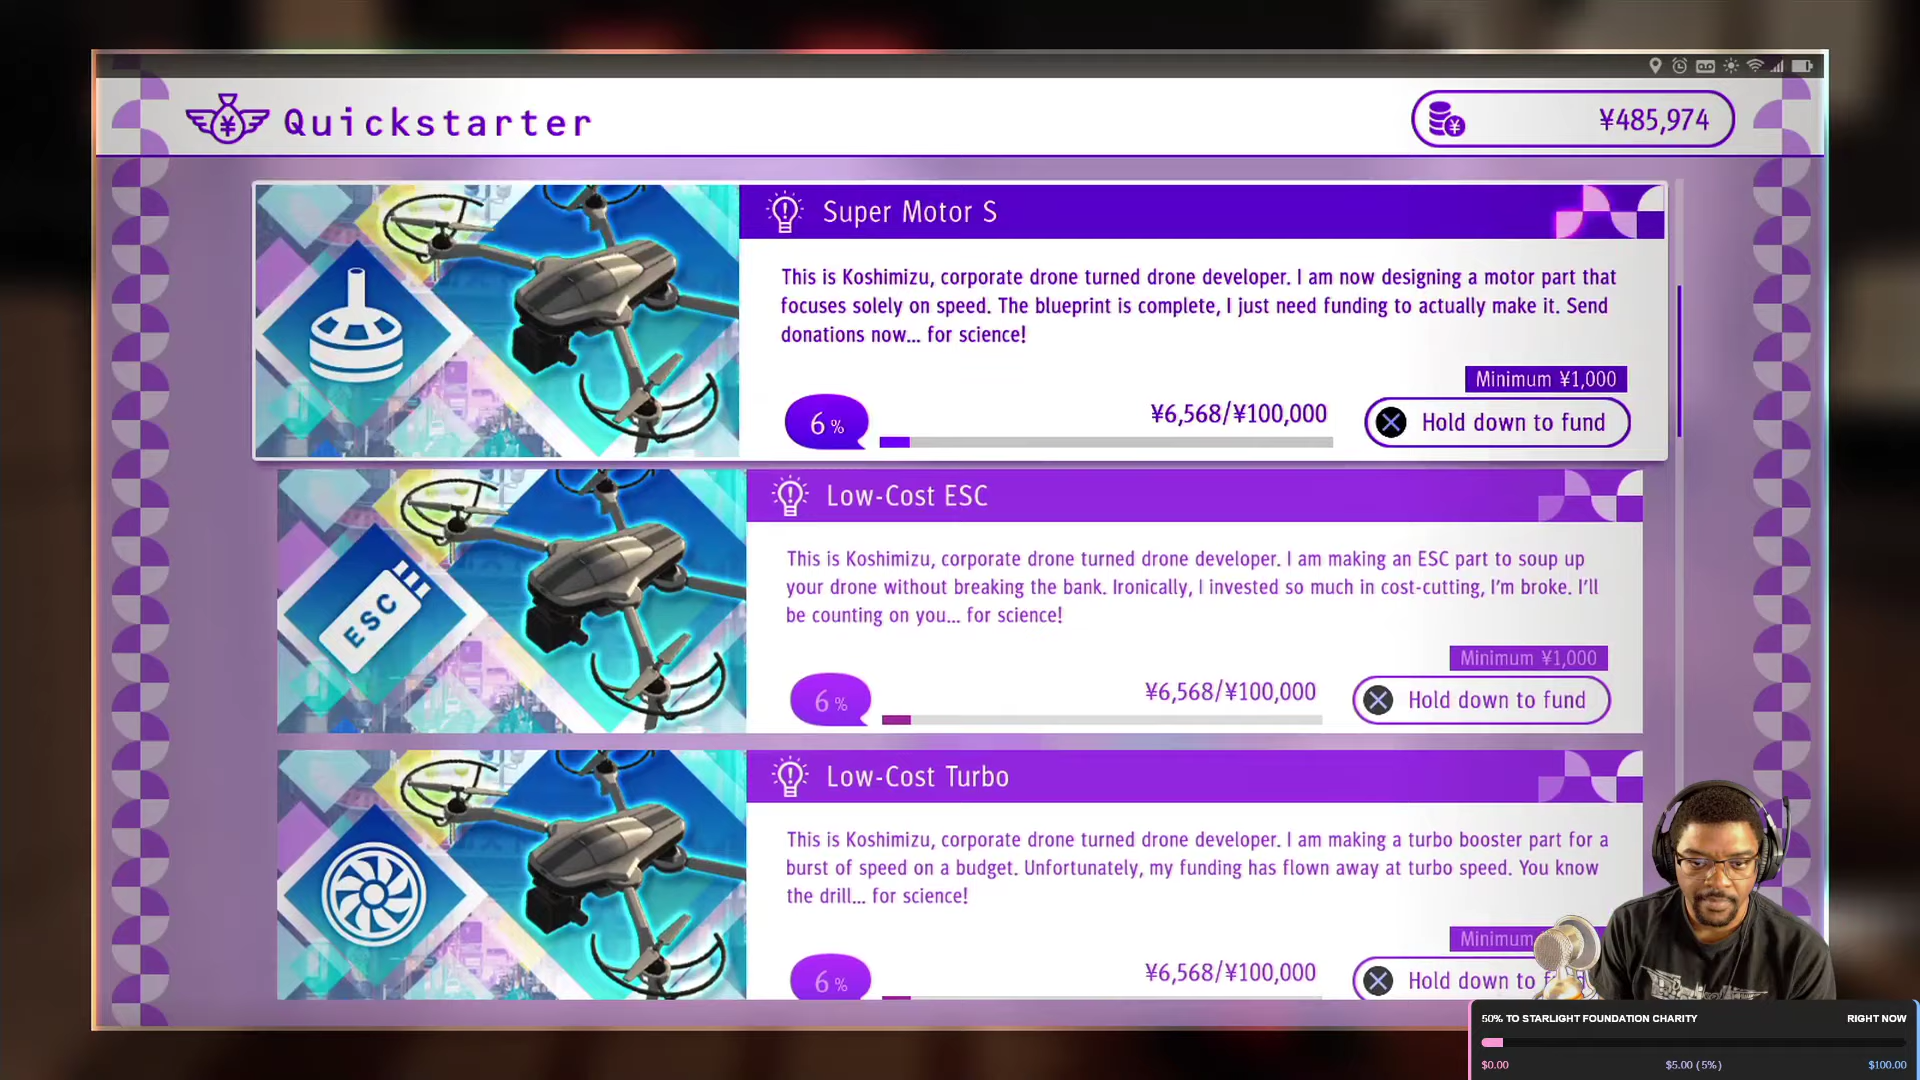 Quickstarter
¥485,974
Super Motor S
This is Koshimizu, corporate drone turned drone developer. I am now designing a motor part that
focuses solely on speed. The blueprint is complete, I just need funding to actually make it. Send
donations now... for science!
Minimum ¥1,000
6 %
¥6,568/¥100,000
Hold down to fund
Low-Cost ESC
ESC
This is Koshimizu, corporate drone turned drone developer. I am making an ESC part to soup up
your drone without breaking the bank. Ironically, I invested so much in cost-cutting, I'm broke. I'll
be counting on you... for science!
Minimum ¥1,000
6 %
¥6,568/¥100,000
Hold down to fund
Low-Cost Turbo
This is Koshimizu, corporate drone turned drone developer. I am making a turbo booster part for a
burst of speed on a budget. Unfortunately, my funding has flown away at turbo speed. You know
the drill... for science!
Minimum
6 %
¥6,568/¥100,000
Hold down to
50% TO STARLIGHT FOUNDATION CHARITY
RIGHT NOW
$0.00
$5.00 (5%)
$100.00